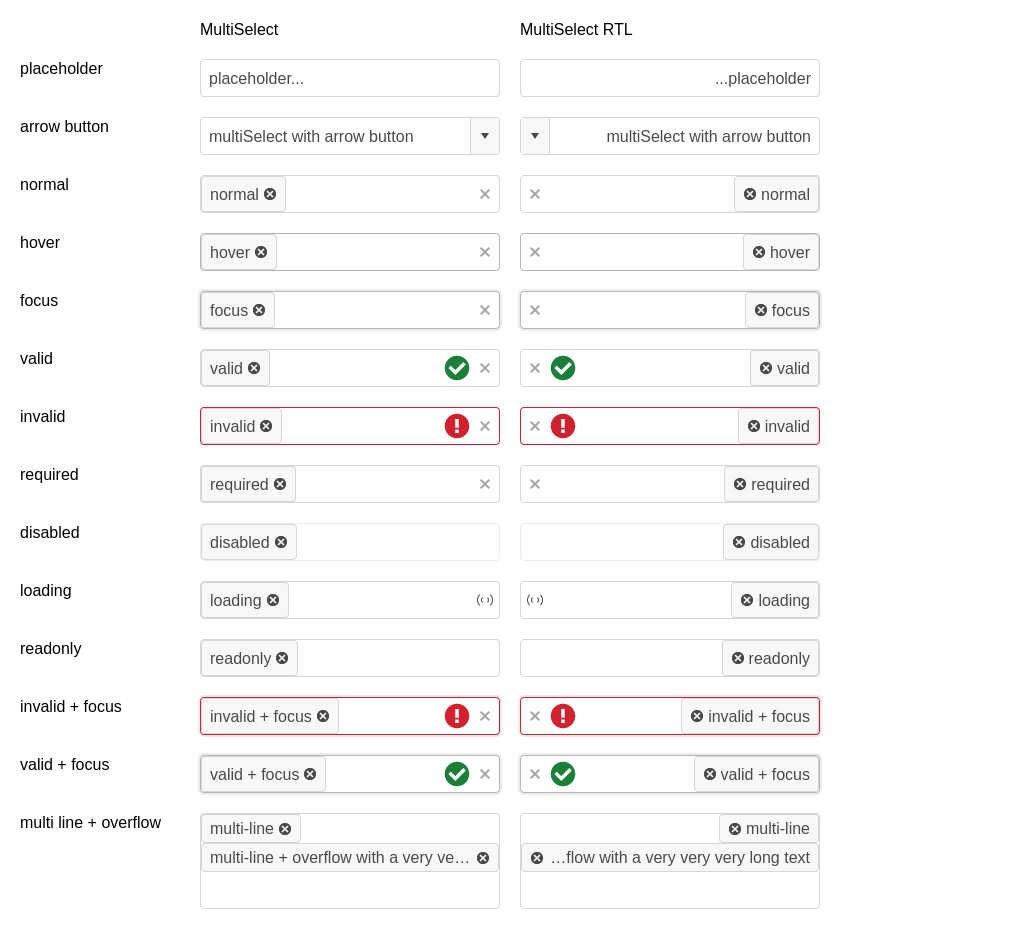 MultiSelect MultiSelect RTL
placeholder placeholder... ...placeholder
arrow button multiSelect with arrow button multiSelect with arrow button
normal normal normal
hover hover hover
focus focus focus
valid valid valid
invalid invalid invalid
required required required
disabled disabled disabled
loading loading loading
readonly readonly readonly
invalid + focus invalid + focus invalid + focus
valid + focus valid + focus valid + focus
multi line + overflow multi-line multi-line
multi-line + overflow with a very ve… …flow with a very very very long text